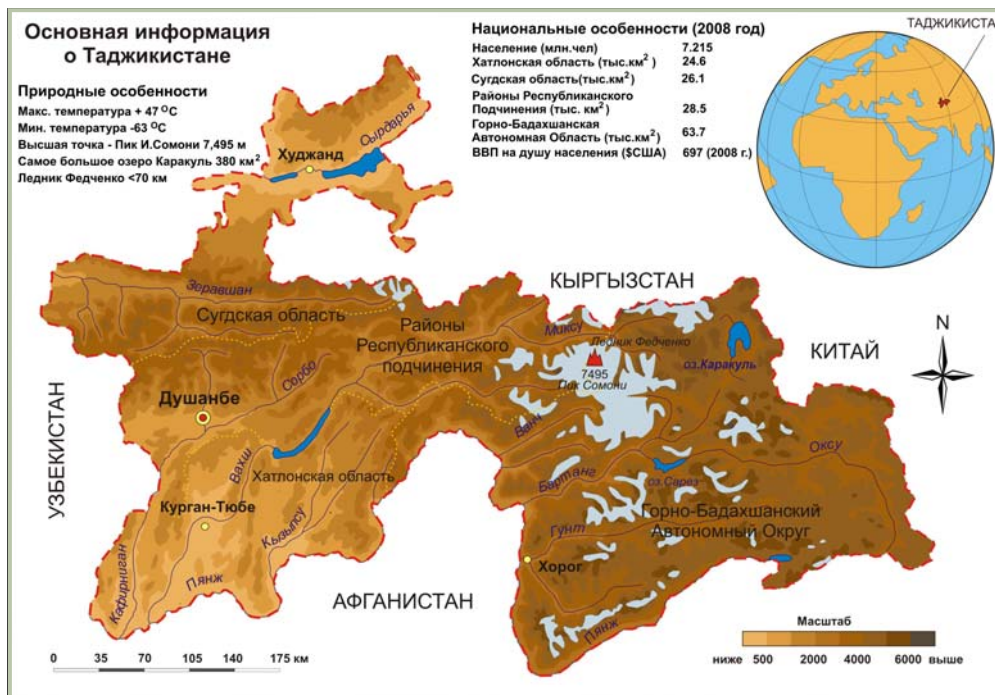 Основная информация
о Таджикистане
Природные особенности
Макс. температура + 47 ⁰C
Мин. температура -63 ⁰C
Высшая точка - Пик И.Сомони 7,495 м
Самое большое озеро Каракуль 380 км²
Ледник Федченко <70 км
Национальные особенности (2008 год)
Население (млн.чел) 7.215
Хатлонская область (тыс.км²) 24.6
Сугдская область(тыс.км²) 26.1
Районы Республиканского
Подчинения (тыс. км²) 28.5
Горно-Бадахшанская
Автономная Область (тыс.км²) 63.7
ВВП на душу населения ($США) 697 (2008 г.)
ТАДЖИКИСТА
Сырдарья
Худжанд
КЫРГЫЗСТАН
Зеравшан
Сугдская область
Районы
Республиканского
подчинения
Миксу
Ледник Федченко
7495
Пик Сомони
оз.Каракуль
КИТАЙ
N
УЗБЕКИСТАН
Душанбе
Сорбо
Ванч
Вахш
Хатлонская область
Бартанг
оз.Сарез
Оксу
Курган-Тюбе
Кызылсу
Гунт
Горно-Бадахшанский
Автономный Округ
Хорог
Кафирниган
Пянж
АФГАНИСТАН
Пянж
0 35 70 105 140 175 км
Масштаб
ниже 500 2000 4000 6000 выше